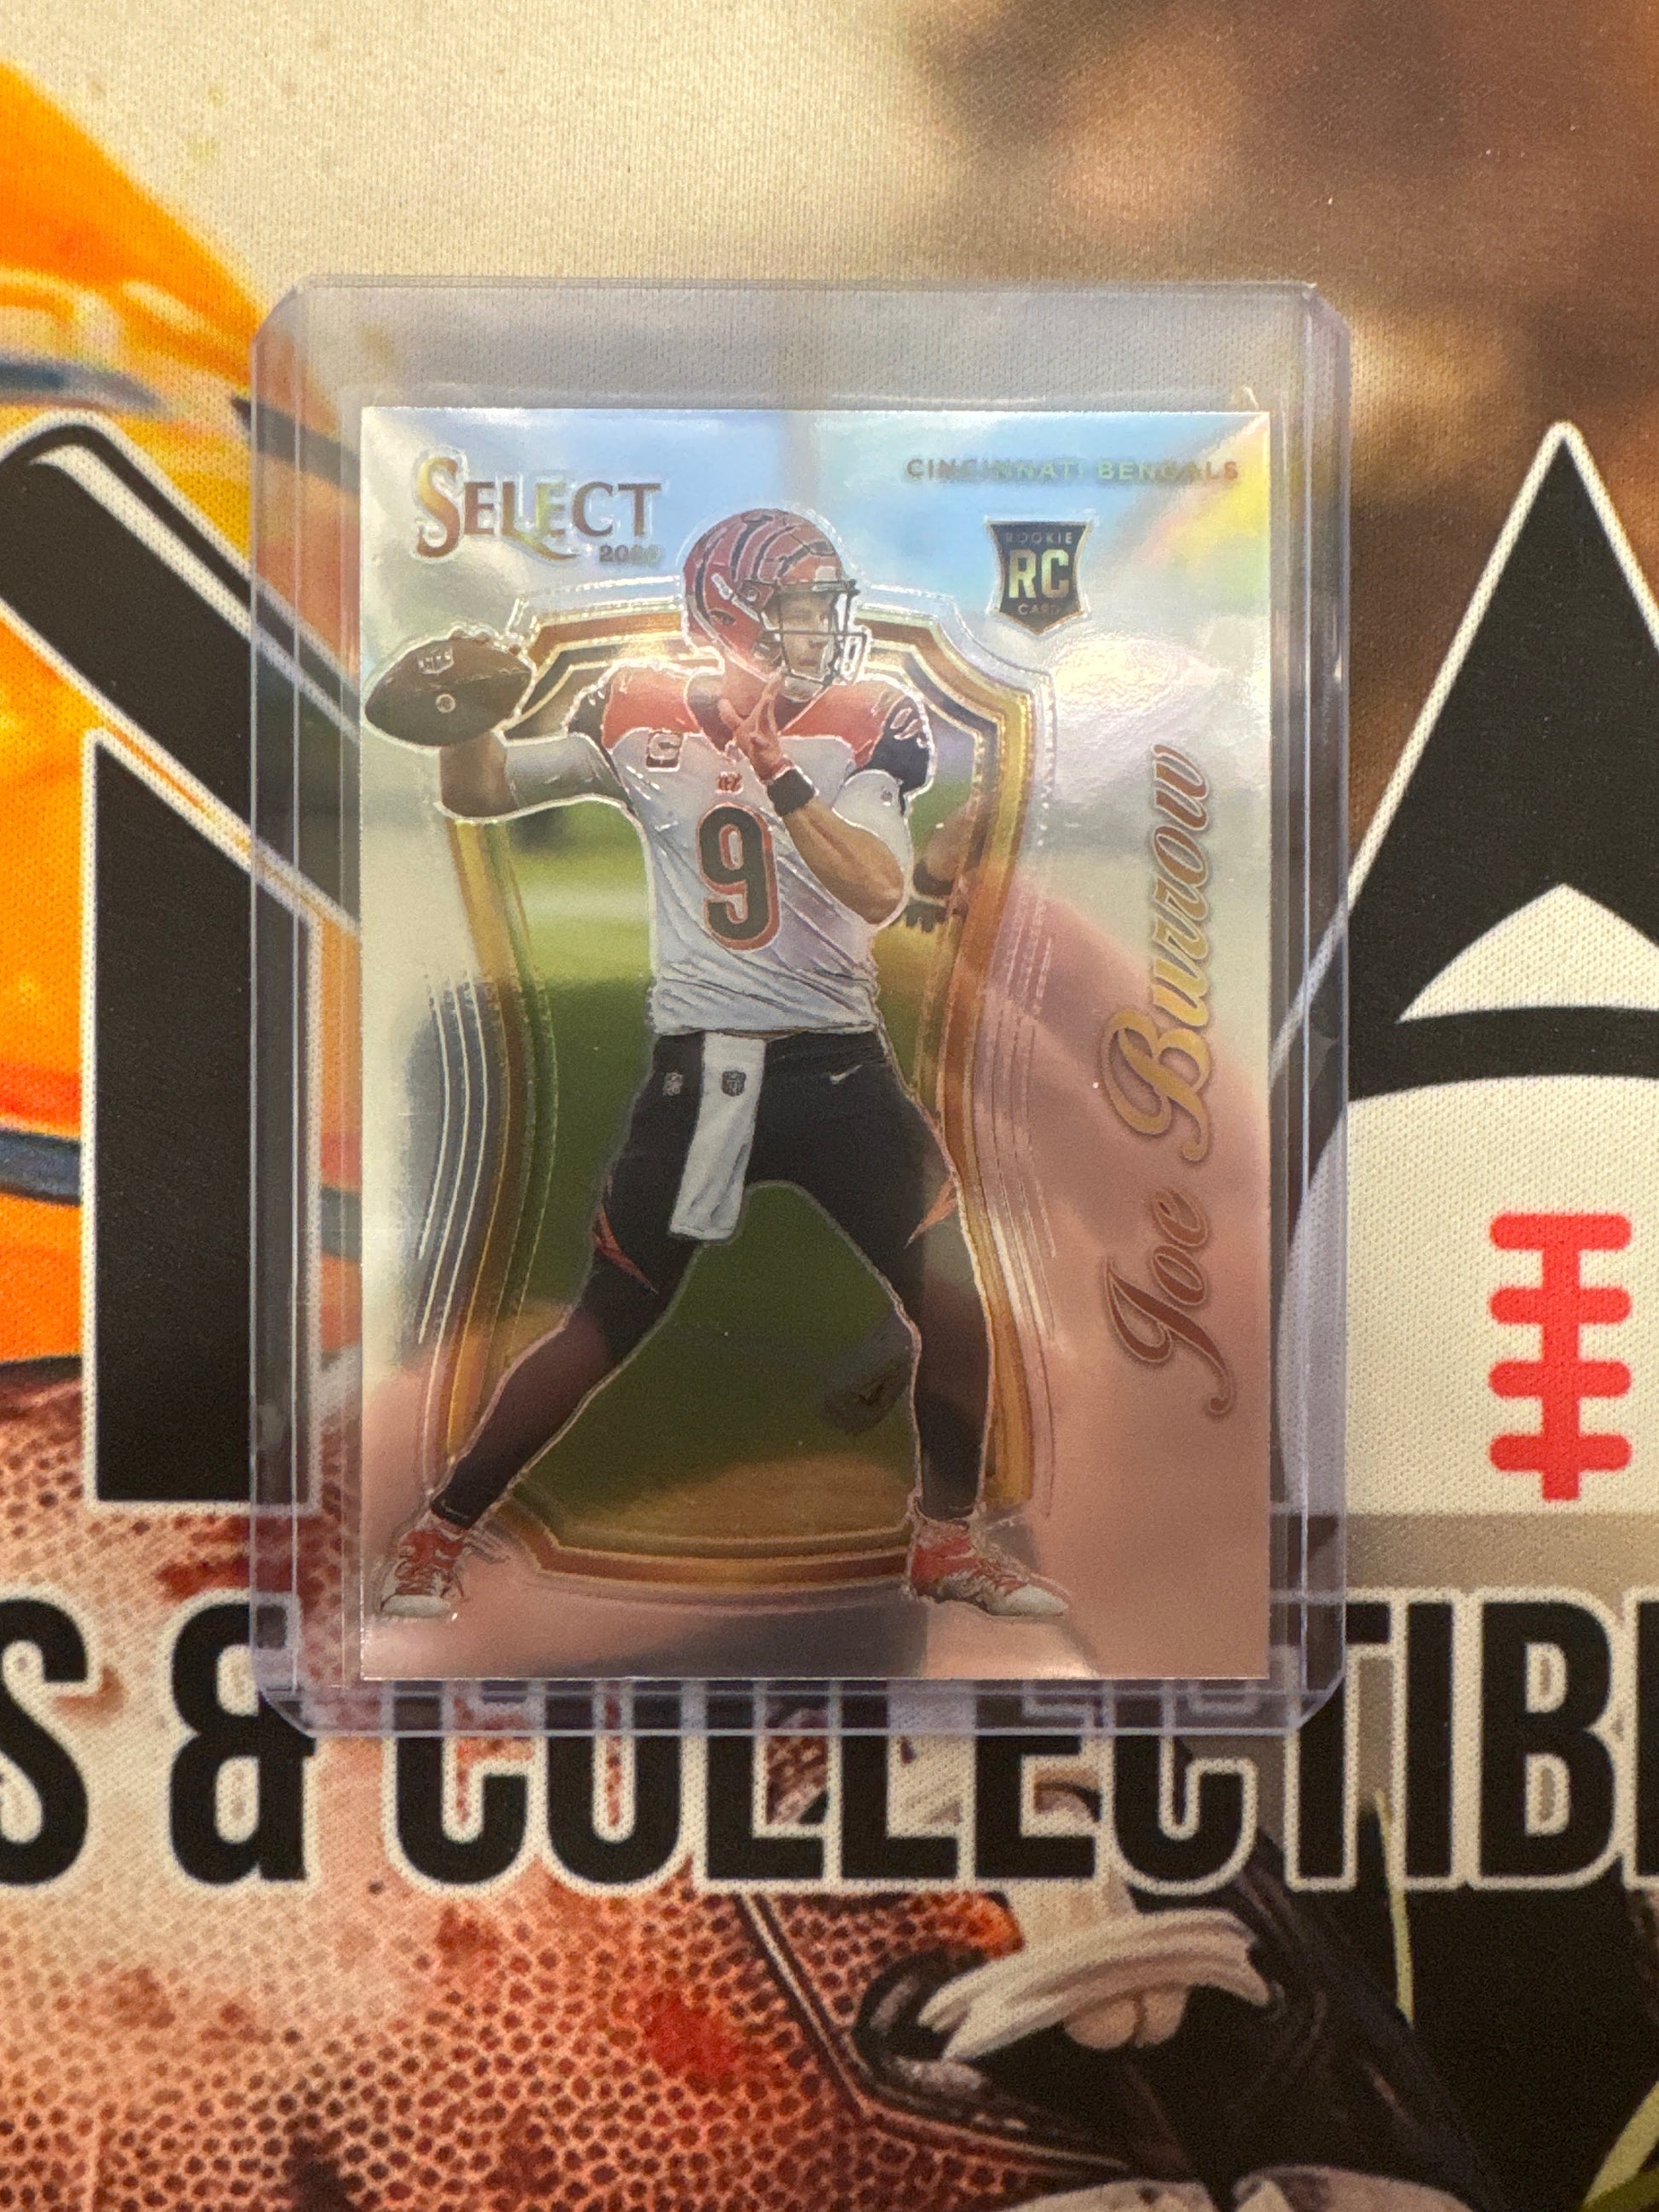 SELECT
2020
CINCINNATI BENGALS
ROOKIE
RC
CARD
C
9
Joe Burrow
S & COLLECTIB